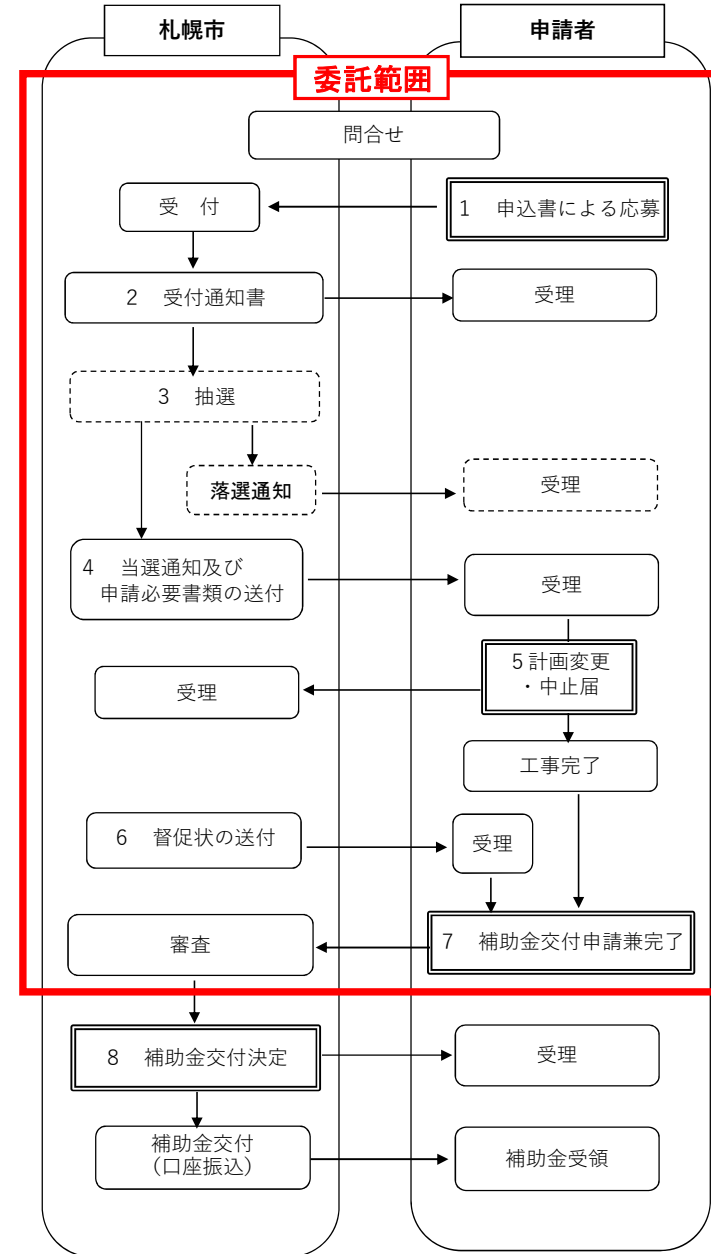 札幌市
申請者
委託範囲
問合せ
受　付
1　申込書による応募
2　受付通知書
受理
3　抽選
落選通知
受理
4　当選通知及び
申請必要書類の送付
受理
5計画変更
・中止届
受理
工事完了
6　督促状の送付
受理
審査
7　補助金交付申請兼完了
8　補助金交付決定
受理
補助金交付
(口座振込)
補助金受領